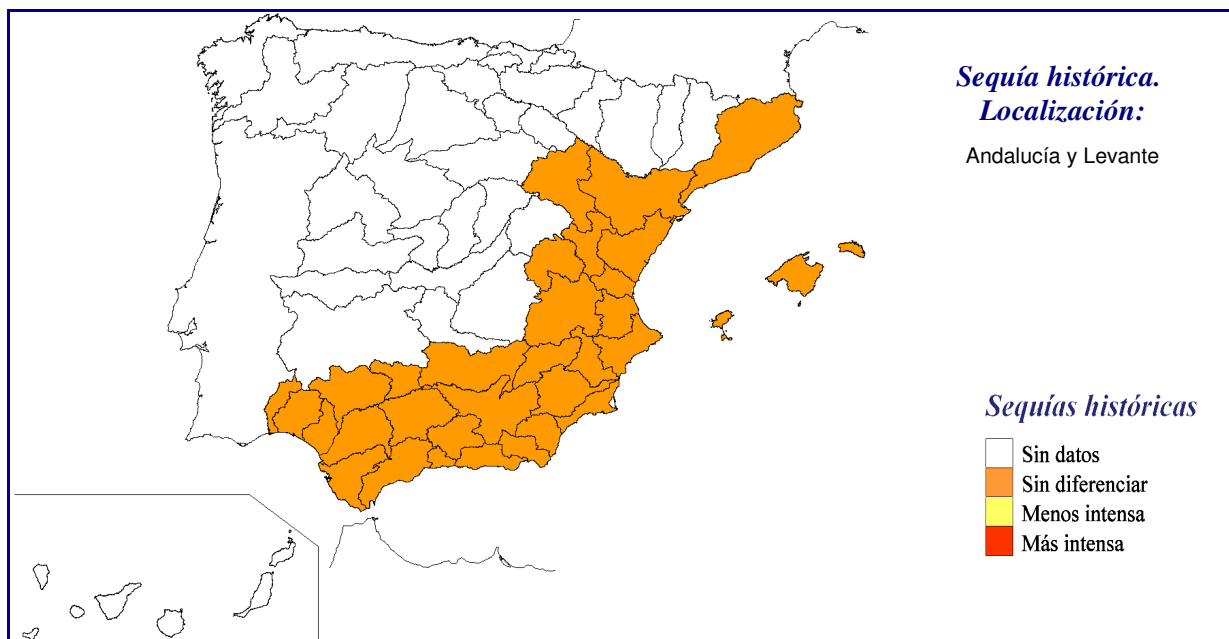 Sequía histórica.
Localización:
Andalucía y Levante
Sequías históricas
Sin datos
Sin diferenciar
Menos intensa
Más intensa